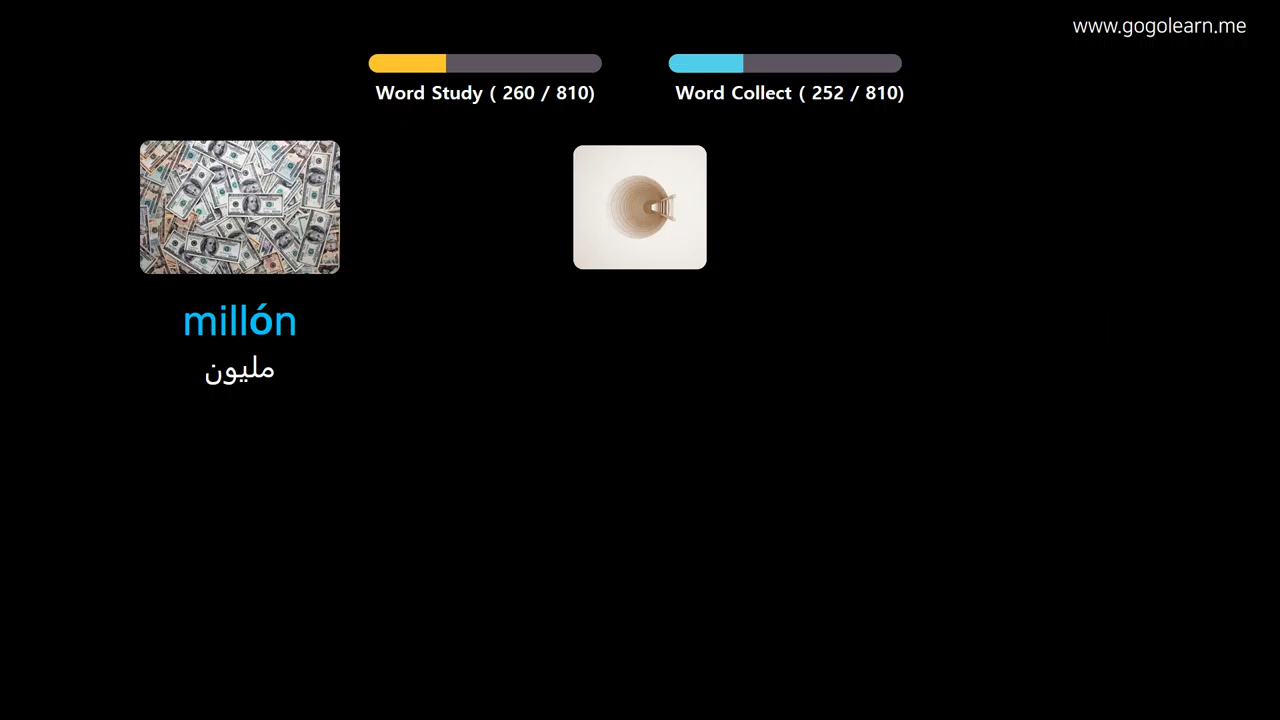 www.gogolearn.me
Word Study ( 260 / 810)
Word Collect ( 252 / 810)
millón
مليون